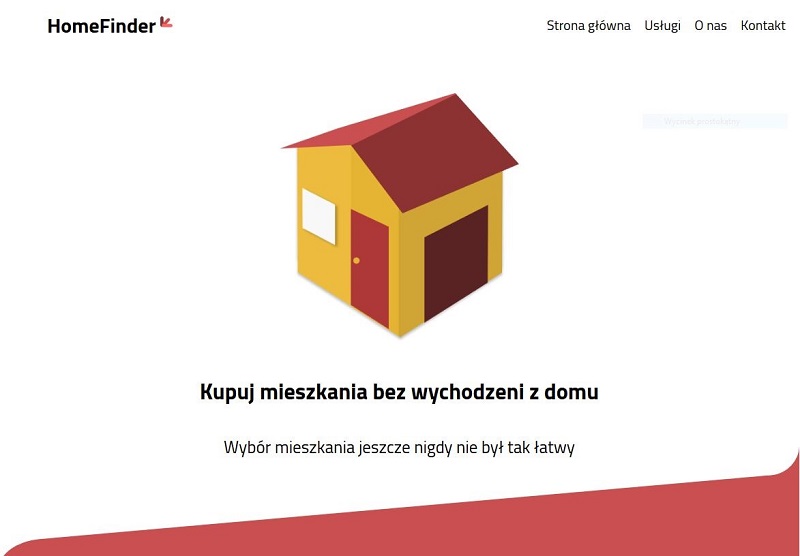 HomeFinder
Strona główna Usługi O nas Kontakt
Kupuj mieszkania bez wychodzeni z domu
Wybór mieszkania jeszcze nigdy nie był tak łatwy